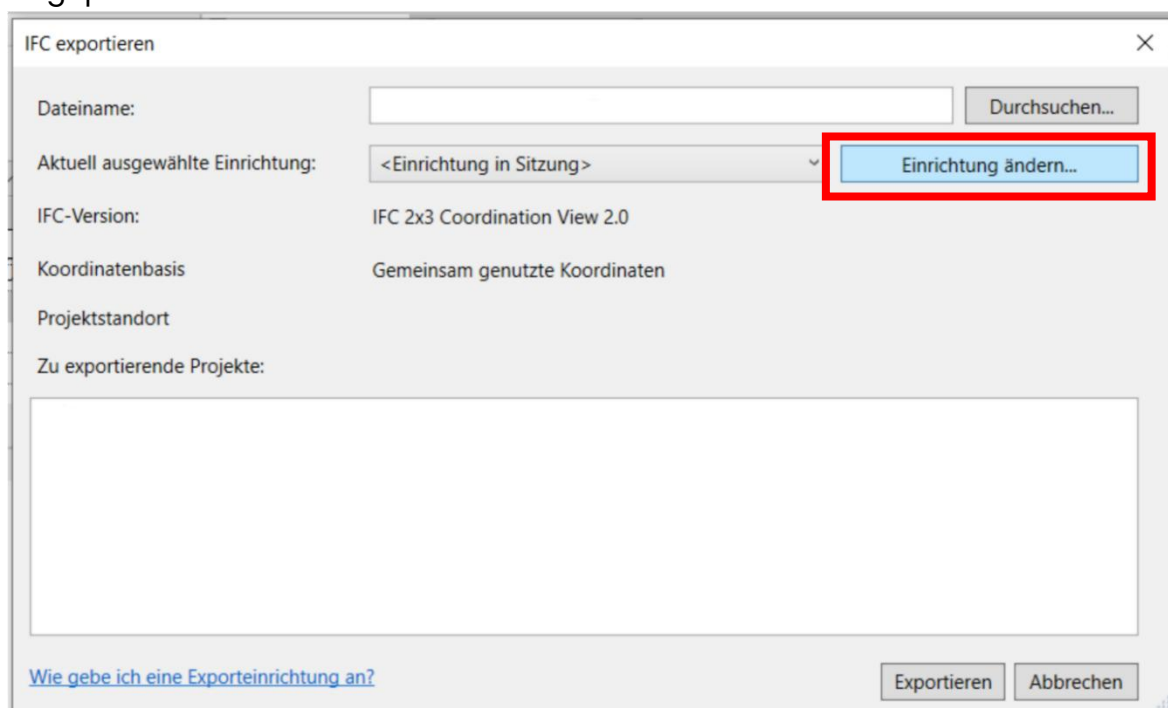 IFC exportieren
Dateiname:
Durchsuchen...
Aktuell ausgewählte Einrichtung: <Einrichtung in Sitzung> Einrichtung ändern...
IFC-Version: IFC 2x3 Coordination View 2.0
Koordinatenbasis Gemeinsam genutzte Koordinaten
Projektstandort
Zu exportierende Projekte:
Wie gebe ich eine Exporteinrichtung an? Exportieren Abbrechen